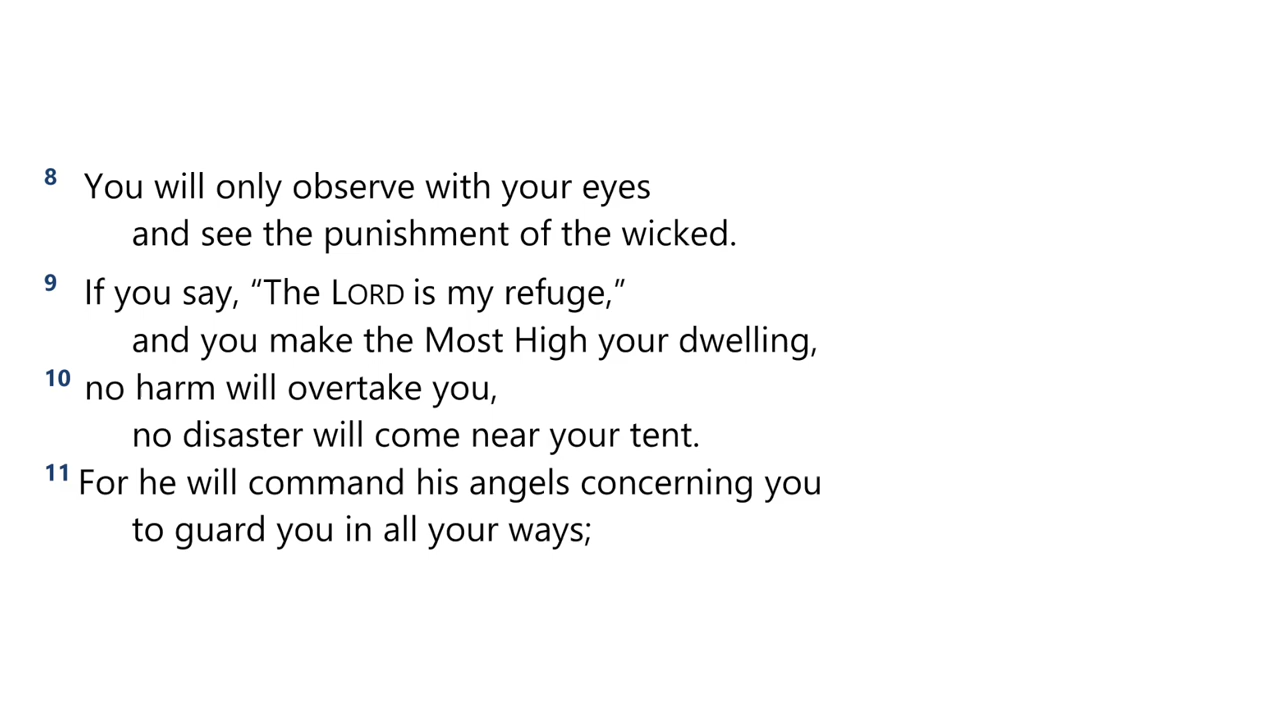 8 You will only observe with your eyes
and see the punishment of the wicked.
9 If you say, “The LORD is my refuge,”
and you make the Most High your dwelling,
10 no harm will overtake you,
no disaster will come near your tent.
11 For he will command his angels concerning you
to guard you in all your ways;